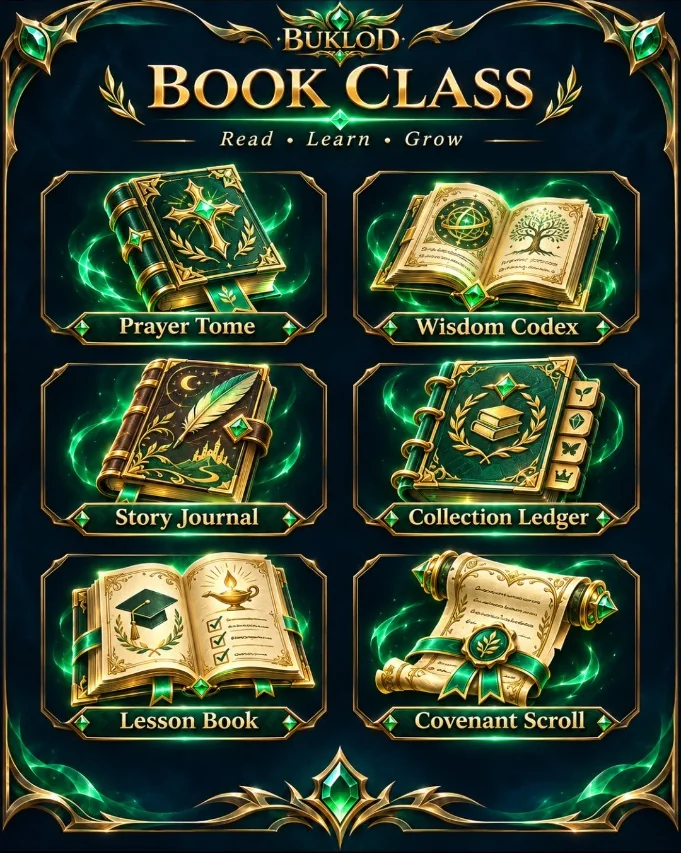 BUKLOD
BOOK CLASS
Read • Learn • Grow
Prayer Tome
Wisdom Codex
Story Journal
Collection Ledger
Lesson Book
Covenant Scroll